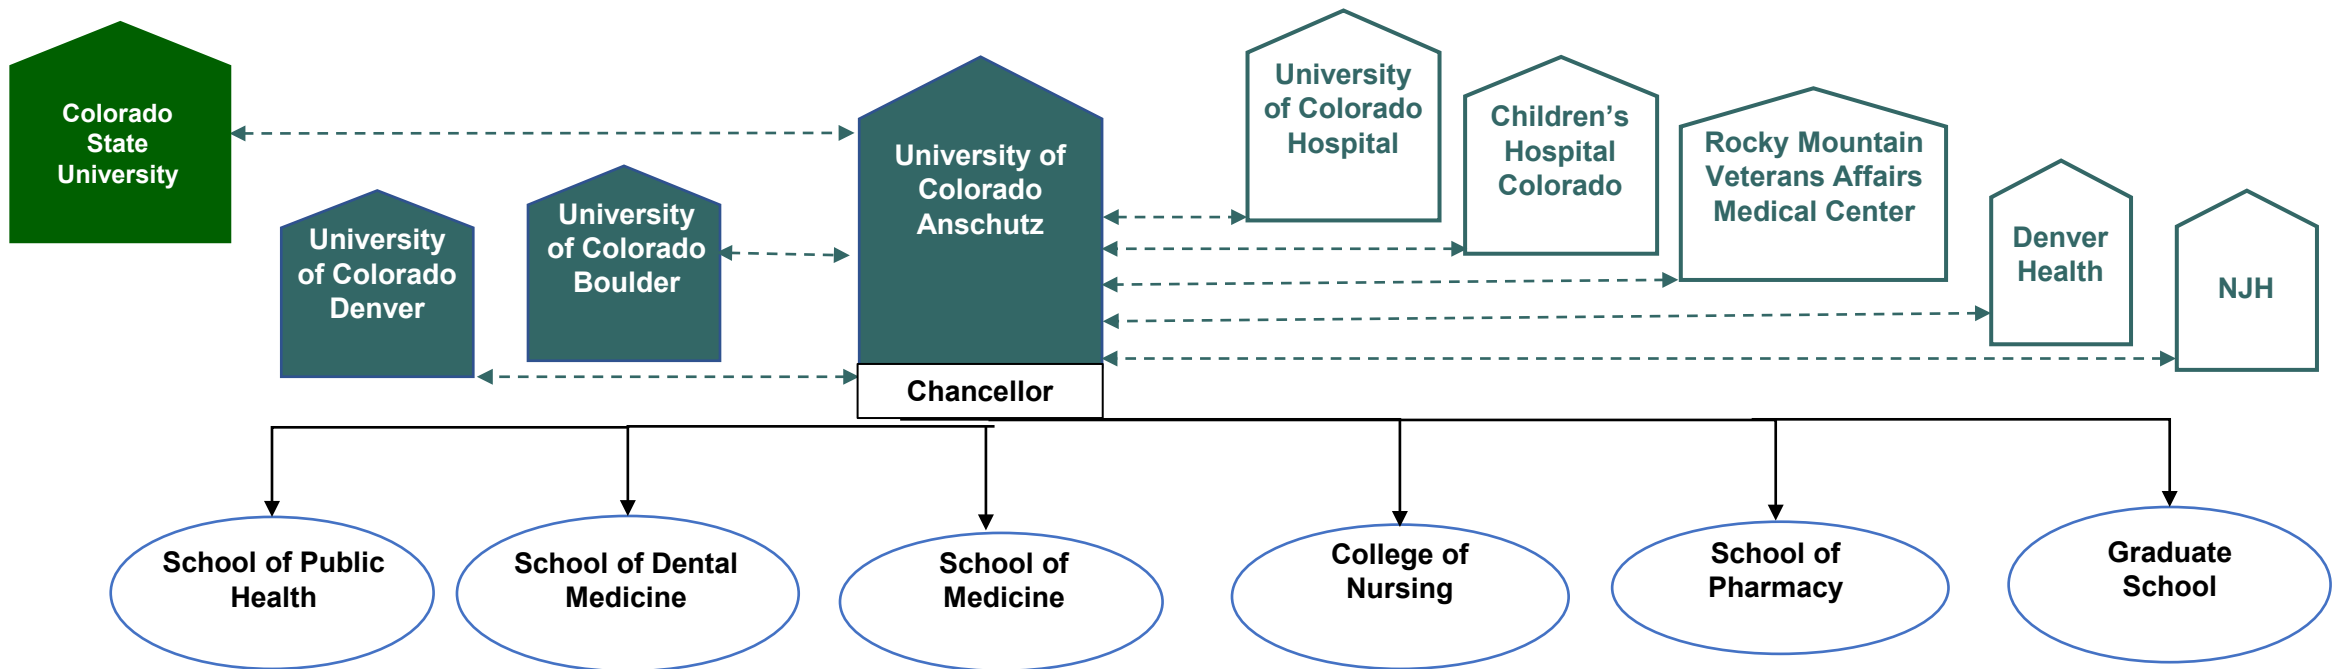 Colorado
State
University
University
of Colorado
Denver
University
of Colorado
Boulder
University of
Colorado
Anschutz
Chancellor
University
of Colorado
Hospital
Children’s
Hospital
Colorado
Rocky Mountain
Veterans Affairs
Medical Center
Denver
Health
NJH
School of Public
Health
School of Dental
Medicine
School of
Medicine
College of
Nursing
School of
Pharmacy
Graduate
School